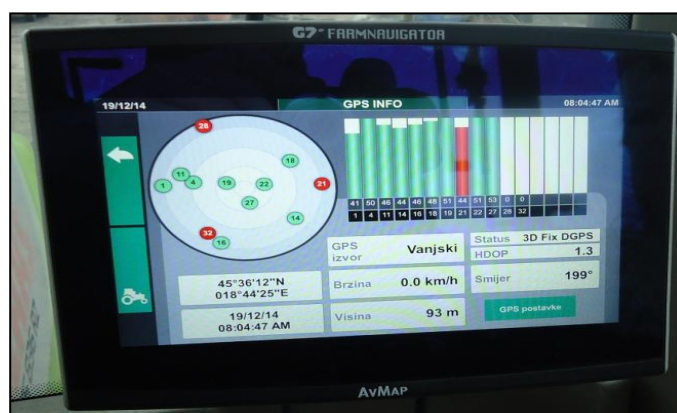 G7e FARMNAVIGATOR
19/12/14 GPS INFO 08:04:47 AM
28
18
11
1 4 19 22 21
27
14
32
16
41 50 46 44 46 48 51 44 51 53 0 0
1 4 11 14 16 18 19 21 22 27 28 32
GPS izvor Vanjski
Status 3D Fix DGPS
HDOP 1.3
45°36'12"N
018°44'25"E
Brzina 0.0 km/h
Smijer 199°
19/12/14
08:04:47 AM
Visina 93 m
GPS postavke
AvMap